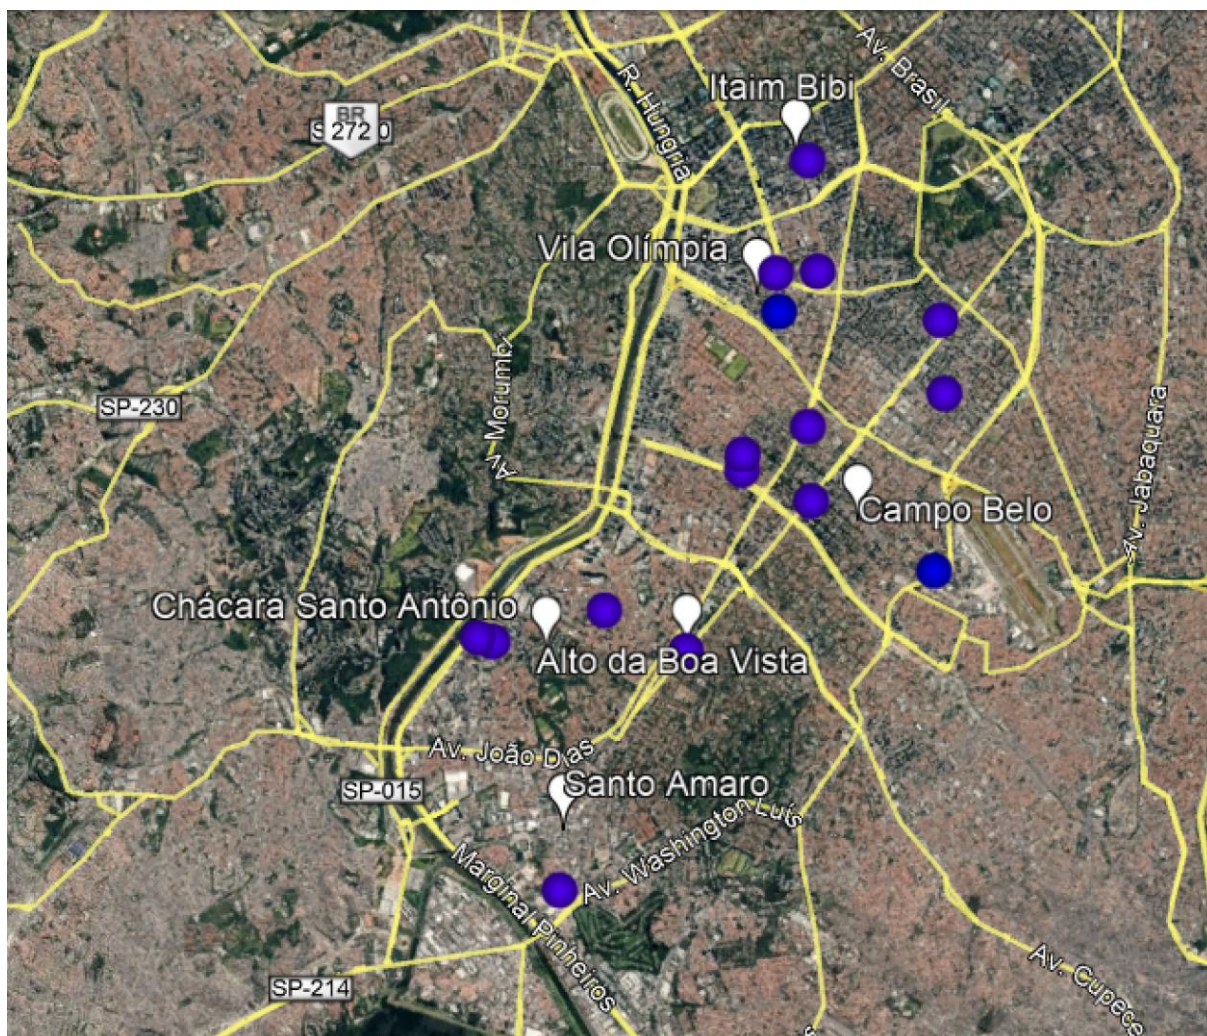 Av. Brasil
R. Hungria
Itaim Bibi
BR
272
Vila Olímpia
Av. Morumbi
SP-230
Av. Jabaquara
Campo Belo
Chácara Santo Antônio
Alto da Boa Vista
Av. João Dias
SP-015
Santo Amaro
Av. Washington Luís
Marginal Pinheiros
SP-214
Av. Cupecê